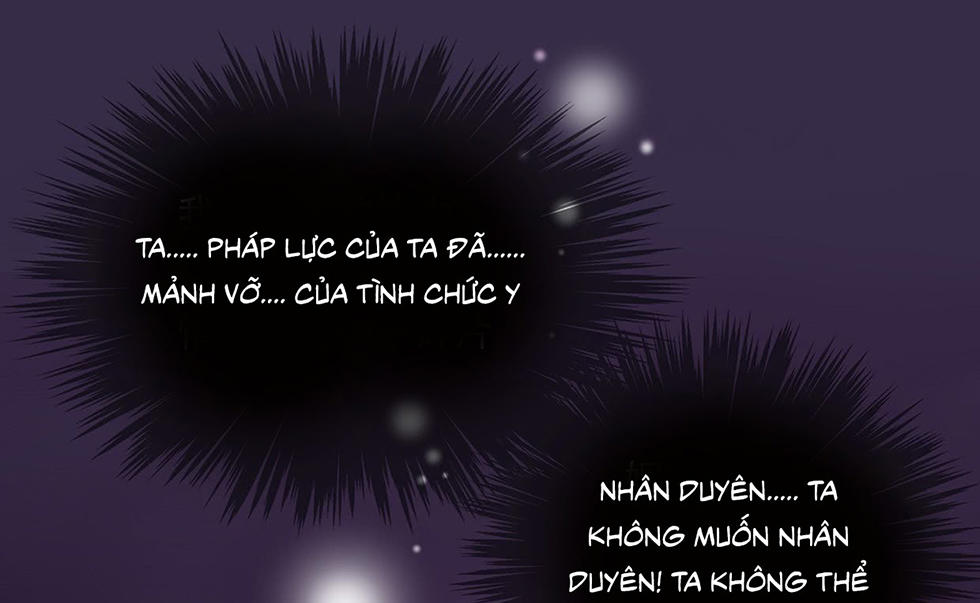 TA..... PHÁP LỰC CỦA TA ĐÃ......
MẢNH VỠ.... CỦA TÌNH CHỨC Y
NHÂN DUYÊN..... TA
KHÔNG MUỐN NHÂN
DUYÊN! TA KHÔNG THỂ